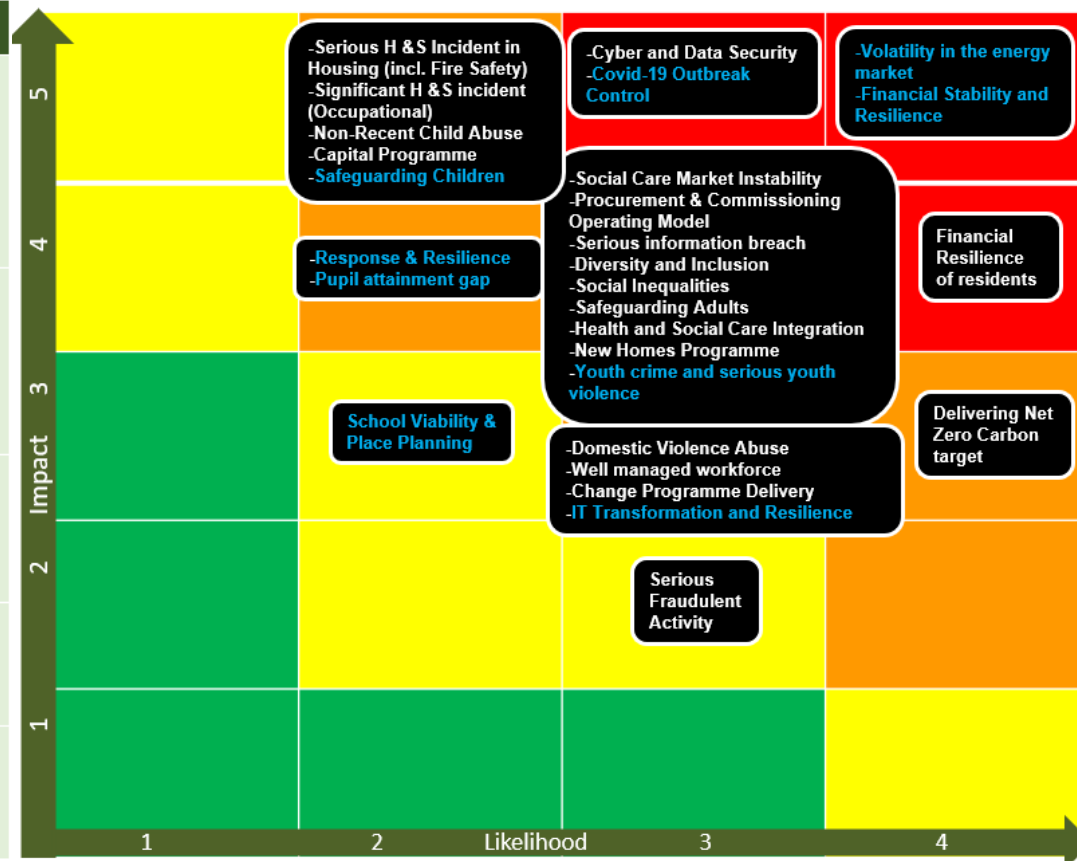 5
-Serious H &S Incident in
Housing (incl. Fire Safety)
-Significant H &S incident
(Occupational)
-Non-Recent Child Abuse
-Capital Programme
-Safeguarding Children
-Cyber and Data Security
-Covid-19 Outbreak
Control
-Volatility in the energy
market
-Financial Stability and
Resilience
4
-Response & Resilience
-Pupil attainment gap
-Social Care Market Instability
-Procurement & Commissioning
Operating Model
-Serious information breach
-Diversity and Inclusion
-Social Inequalities
-Safeguarding Adults
-Health and Social Care Integration
-New Homes Programme
-Youth crime and serious youth
violence
Financial
Resilience
of residents
3
Impact
School Viability &
Place Planning
-Domestic Violence Abuse
-Well managed workforce
-Change Programme Delivery
-IT Transformation and Resilience
Delivering Net
Zero Carbon
target
2
Serious
Fraudulent
Activity
1
1 2 Likelihood 3 4